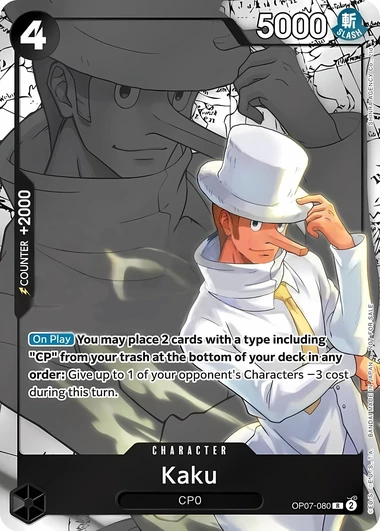 4
5000
斬
SLASH
COUNTER +2000
On Play You may place 2 cards with a type including
"CP" from your trash at the bottom of your deck in any
order: Give up to 1 of your opponent's Characters −3 cost
during this turn.
CHARACTER
Kaku
CP0
OP07-080 R 2